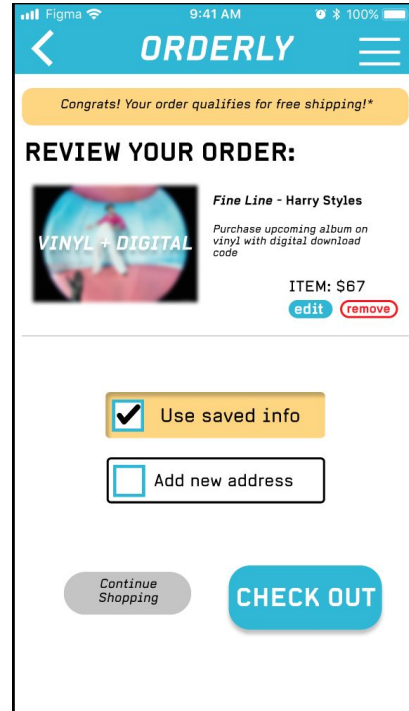 Figma 9:41 AM 100%
ORDERLY
Congrats! Your order qualifies for free shipping!*
REVIEW YOUR ORDER:
VINYL + DIGITAL
Fine Line - Harry Styles
Purchase upcoming album on
vinyl with digital download
code
ITEM: $67
edit remove
Use saved info
Add new address
Continue
Shopping
CHECK OUT